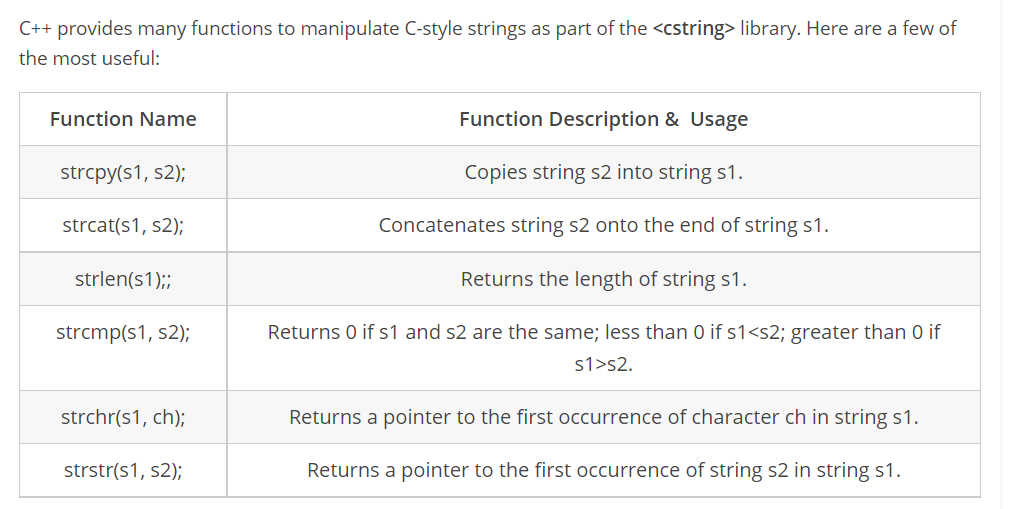 C++ provides many functions to manipulate C-style strings as part of the <cstring> library. Here are a few of
the most useful:
Function Name
Function Description &  Usage
strcpy(s1, s2);
Copies string s2 into string s1.
strcat(s1, s2);
Concatenates string s2 onto the end of string s1.
strlen(s1);;
Returns the length of string s1.
strcmp(s1, s2);
Returns 0 if s1 and s2 are the same; less than 0 if s1<s2; greater than 0 if
s1>s2.
strchr(s1, ch);
Returns a pointer to the first occurrence of character ch in string s1.
strstr(s1, s2);
Returns a pointer to the first occurrence of string s2 in string s1.